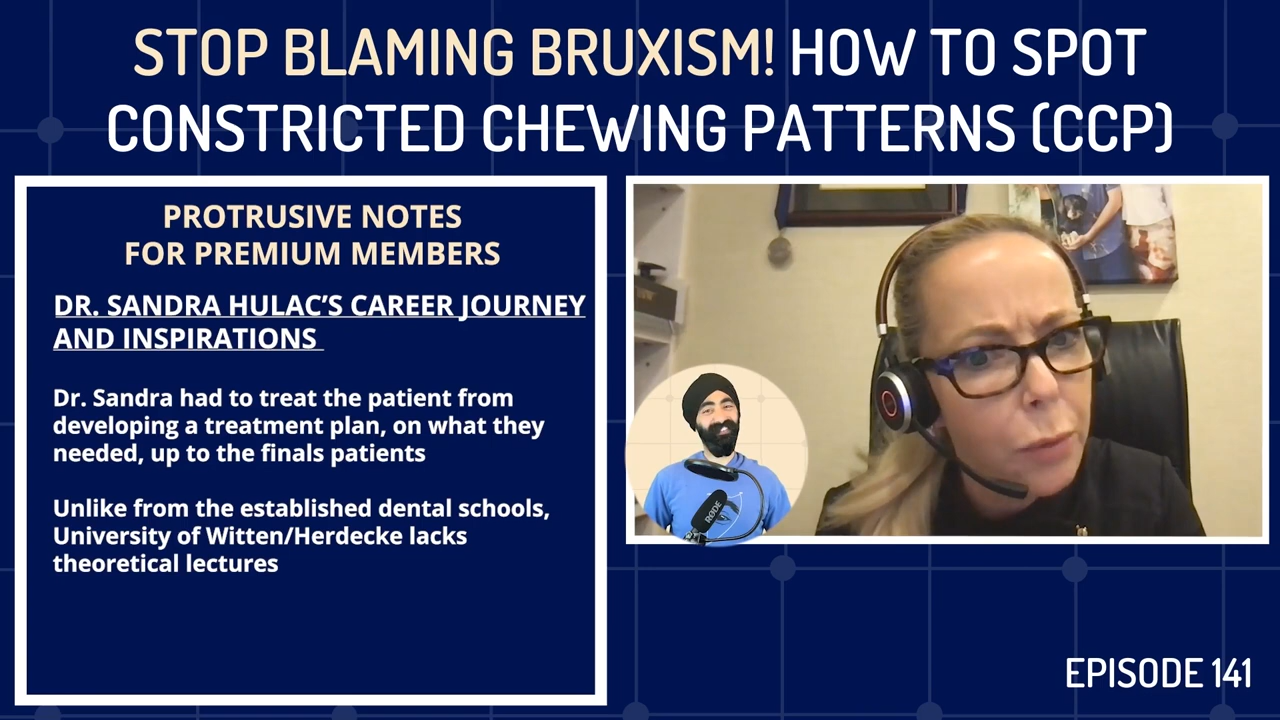 STOP BLAMING BRUXISM! HOW TO SPOT
CONSTRICTED CHEWING PATTERNS (CCP)
PROTRUSIVE NOTES
FOR PREMIUM MEMBERS
DR. SANDRA HULAC’S CAREER JOURNEY
AND INSPIRATIONS
Dr. Sandra had to treat the patient from
developing a treatment plan, on what they
needed, up to the finals patients
Unlike from the established dental schools,
University of Witten/Herdecke lacks
theoretical lectures
RØDE
EPISODE 141